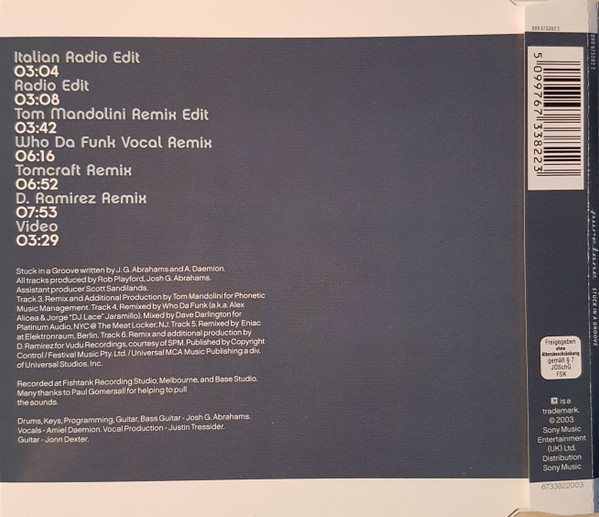 Italian Radio Edit
03:04
Radio Edit
03:08
Tom Mandolini Remix Edit
03:42
Who Da Funk Vocal Remix
06:16
Tomcraft Remix
06:52
D. Ramirez Remix
07:53
Video
03:29
Stuck in a Groove written by J. G. Abrahams and A. Daemion.
All tracks produced by Rob Playford, Josh G. Abrahams.
Assistant producer Scott Sandilands.
Track 3. Remix and Additional Production by Tom Mandolini for Phonetic
Music Management. Track 4. Remixed by Who Da Funk (a.k.a. Alex
Alicea & Jorge "DJ Lace" Jaramillo). Mixed by Dave Darlington for
Platinum Audio, NYC @ The Meat Locker, NJ. Track 5. Remixed by Eniac
at Elektronraum, Berlin. Track 6. Remix and additional production by
D. Ramirez for Vudu Recordings, courtesy of SPM. Published by Copyright
Control / Festival Music Pty. Ltd. / Universal MCA Music Publishing a div.
of Universal Studios, Inc.
Recorded at Fishtank Recording Studio, Melbourne, and Base Studio.
Many thanks to Paul Gomersall for helping to pull
the sounds.
Drums, Keys, Programming, Guitar, Bass Guitar - Josh G. Abrahams.
Vocals - Amiel Daemion. Vocal Production - Justin Tressider.
Guitar - Jonn Dexter.
5 099767 338223
puretone
STUCK IN A GROOVE
Freigegeben
ohne
Altersbeschränkung
gemäß § 7
JÖSchG
FSK
is a
trademark.
© 2003
Sony Music
Entertainment
(UK) Ltd.
Distribution
Sony Music
6733822003